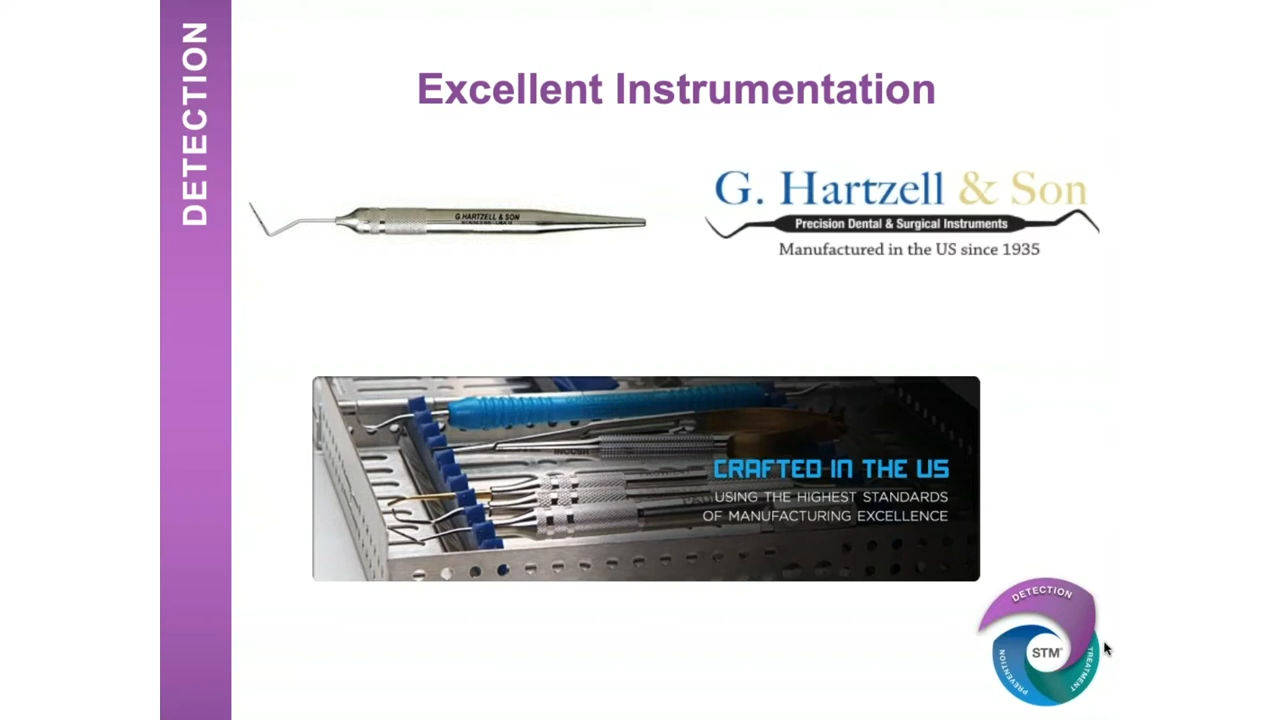 DETECTION
Excellent Instrumentation
G.HARTZELL & SON
G. Hartzell & Son
Precision Dental & Surgical Instruments
Manufactured in the US since 1935
CRAFTED IN THE US
USING THE HIGHEST STANDARDS
OF MANUFACTURING EXCELLENCE
DETECTION
STM
PREVENTION
TREATMENT